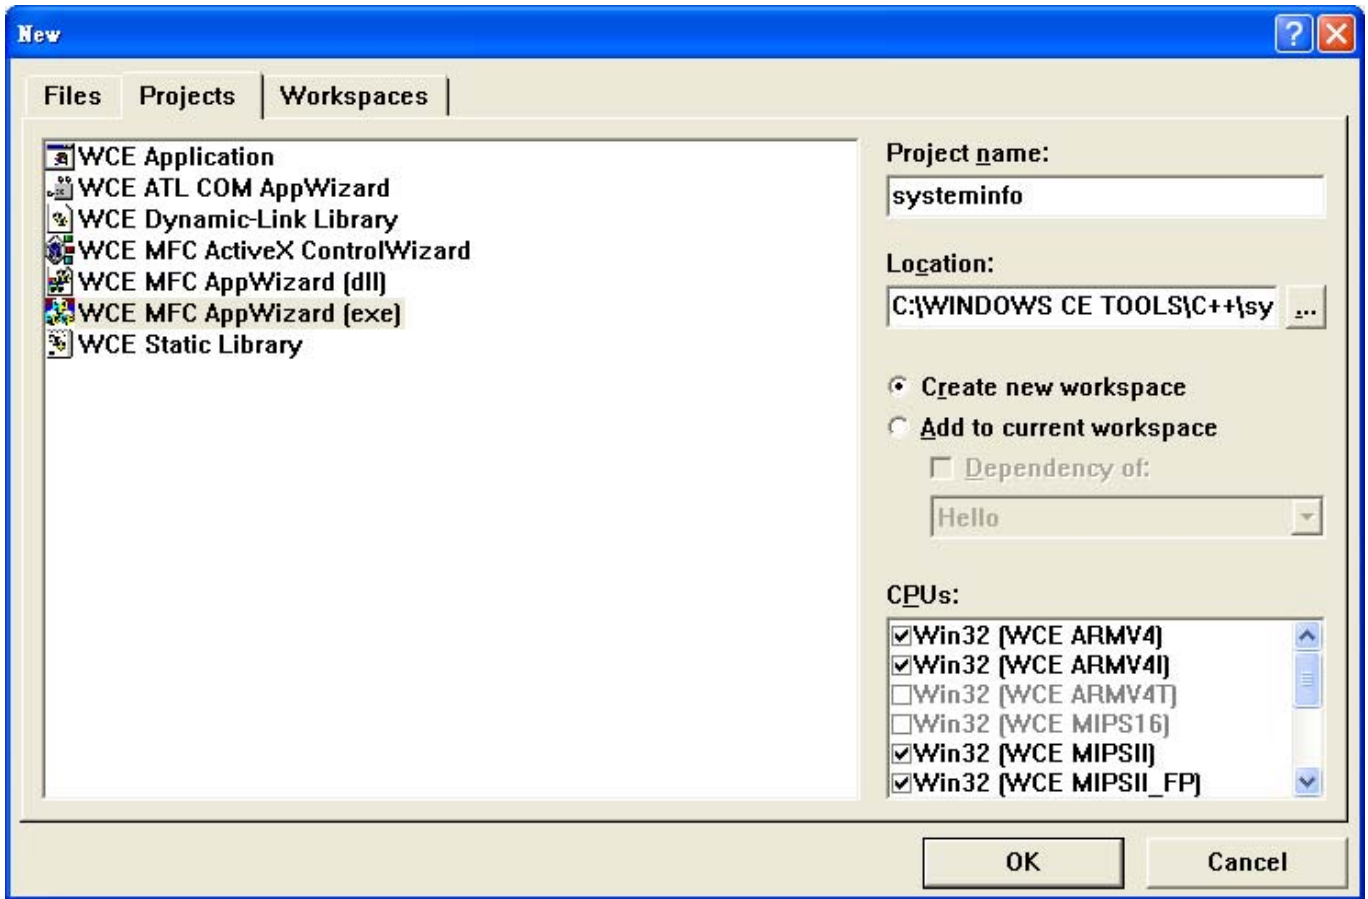 New
Files
Projects
Workspaces
WCE Application
WCE ATL COM AppWizard
WCE Dynamic-Link Library
WCE MFC ActiveX ControlWizard
WCE MFC AppWizard (dll)
WCE MFC AppWizard (exe)
WCE Static Library
Project name:
systeminfo
Location:
C:\WINDOWS CE TOOLS\C++\sy
...
Create new workspace
Add to current workspace
Dependency of:
Hello
CPUs:
Win32 (WCE ARMV4)
Win32 (WCE ARMV4I)
Win32 (WCE ARMV4T)
Win32 (WCE MIPS16)
Win32 (WCE MIPSII)
Win32 (WCE MIPSII_FP)
OK
Cancel